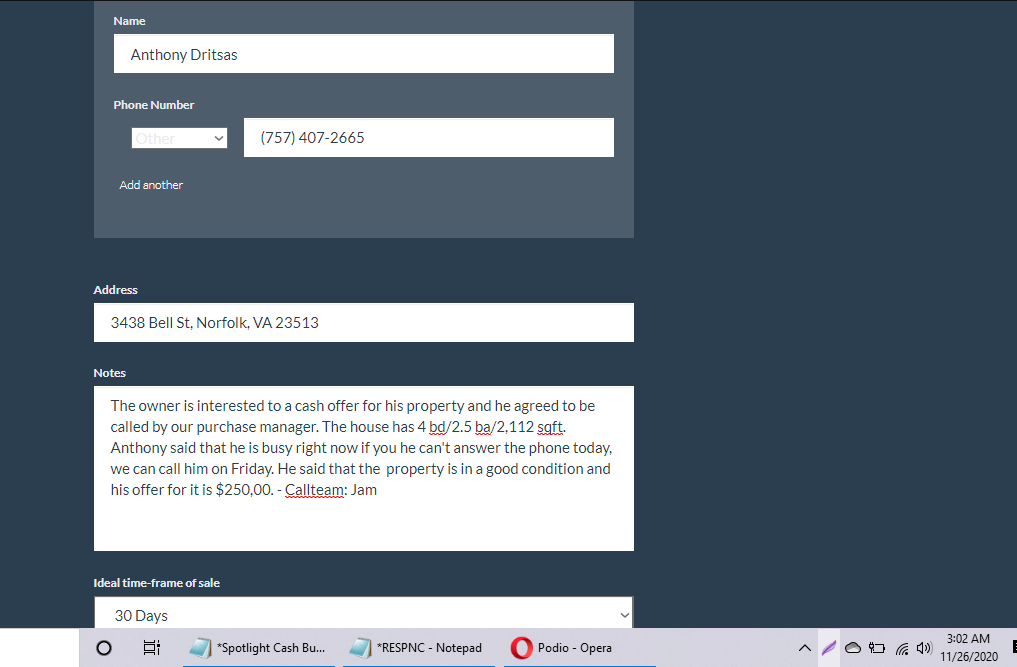 Name
Anthony Dritsas
Phone Number
Other (757) 407-2665
Add another
Address
3438 Bell St, Norfolk, VA 23513
Notes
The owner is interested to a cash offer for his property and he agreed to be
called by our purchase manager. The house has 4 bd/2.5 ba/2,112 sqft.
Anthony said that he is busy right now if you he can't answer the phone today,
we can call him on Friday. He said that the  property is in a good condition and
his offer for it is $250,00. - Callteam: Jam
Ideal time-frame of sale
30 Days
*Spotlight Cash Bu... *RESPNC - Notepad Podio - Opera 3:02 AM
11/26/2020